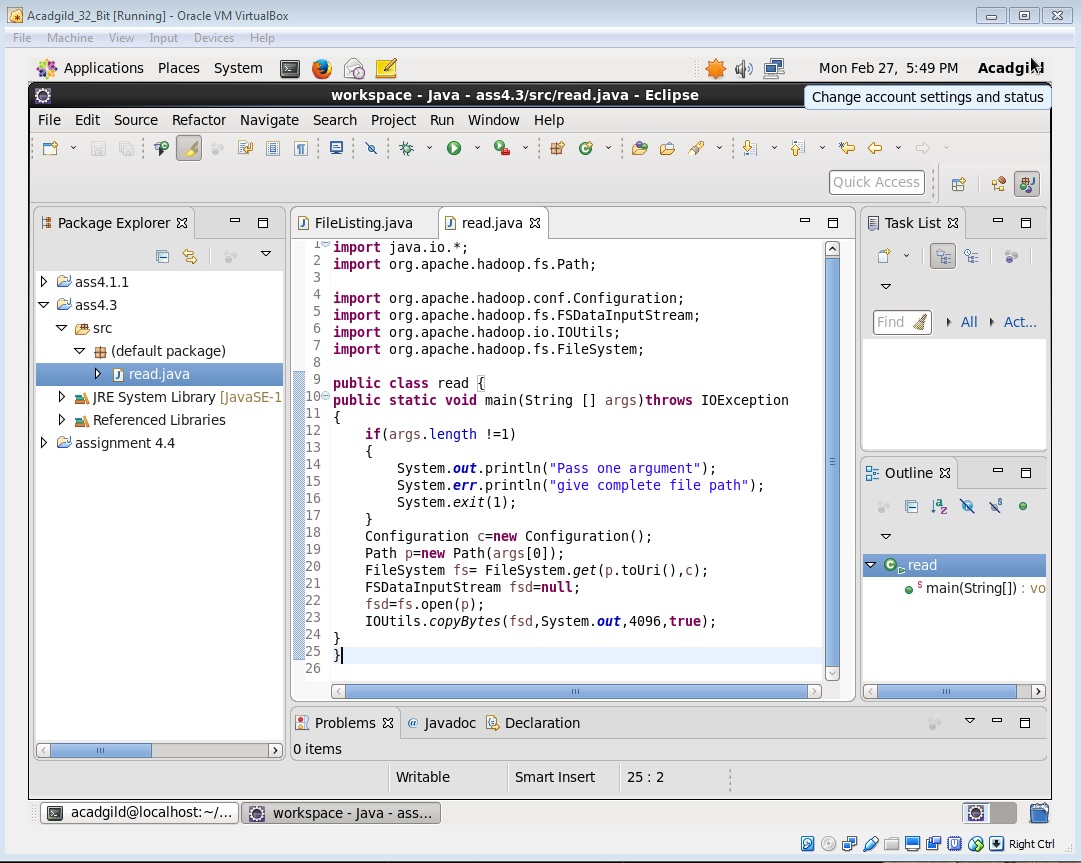 Acadgild_32_Bit [Running] - Oracle VM VirtualBox
File Machine View Input Devices Help
Applications Places System Mon Feb 27, 5:49 PM Acadgild
workspace - Java - ass4.3/src/read.java - Eclipse
Change account settings and status
File Edit Source Refactor Navigate Search Project Run Window Help
Quick Access
Package Explorer
ass4.1.1
ass4.3
src
(default package)
read.java
JRE System Library [JavaSE-1
Referenced Libraries
assignment 4.4
FileListing.java read.java
1 import java.io.*;
2 import org.apache.hadoop.fs.Path;
3
4 import org.apache.hadoop.conf.Configuration;
5 import org.apache.hadoop.fs.FSDataInputStream;
6 import org.apache.hadoop.io.IOUtils;
7 import org.apache.hadoop.fs.FileSystem;
8
9 public class read {
10 public static void main(String [] args)throws IOException
11 {
12     if(args.length !=1)
13     {
14         System.out.println("Pass one argument");
15         System.err.println("give complete file path");
16         System.exit(1);
17     }
18     Configuration c=new Configuration();
19     Path p=new Path(args[0]);
20     FileSystem fs= FileSystem.get(p.toUri(),c);
21     FSDataInputStream fsd=null;
22     fsd=fs.open(p);
23     IOUtils.copyBytes(fsd,System.out,4096,true);
24 }
25 }
26
Task List
Find All Act...
Outline
read
main(String[]) : vo
Problems @ Javadoc Declaration
0 items
Writable Smart Insert 25 : 2
acadgild@localhost:~/... workspace - Java - ass...
Right Ctrl